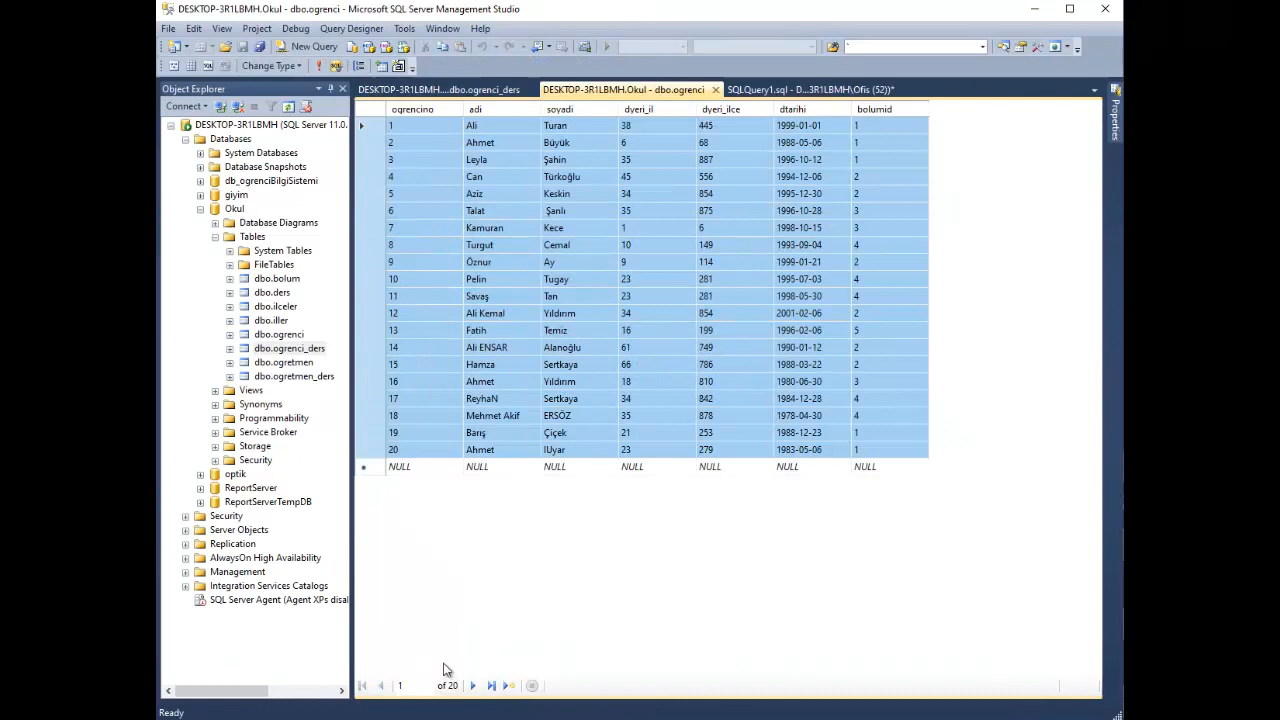 DESKTOP-3R1LBMH.Okul - dbo.ogrenci - Microsoft SQL Server Management Studio
File Edit View Project Debug Query Designer Tools Window Help
New Query
Change Type
Object Explorer
DESKTOP-3R1LBMH....dbo.ogrenci_ders DESKTOP-3R1LBMH.Okul - dbo.ogrenci SQLQuery1.sql - D...3R1LBMH\Ofis (52))*
Connect
Properties
DESKTOP-3R1LBMH (SQL Server 11.0.
Databases
System Databases
Database Snapshots
db_ogrenciBilgiSistemi
giyim
Okul
Database Diagrams
Tables
System Tables
FileTables
dbo.bolum
dbo.ders
dbo.ilceler
dbo.iller
dbo.ogrenci
dbo.ogrenci_ders
dbo.ogretmen
dbo.ogretmen_ders
Views
Synonyms
Programmability
Service Broker
Storage
Security
optik
ReportServer
ReportServerTempDB
Security
Server Objects
Replication
AlwaysOn High Availability
Management
Integration Services Catalogs
SQL Server Agent (Agent XPs disal
ogrencino adi soyadi dyeri_il dyeri_ilce dtarihi bolumid
1 Ali Turan 38 445 1999-01-01 1
2 Ahmet Büyük 6 68 1988-05-06 1
3 Leyla Şahin 35 887 1996-10-12 1
4 Can Türkoğlu 45 556 1994-12-06 2
5 Aziz Keskin 34 854 1995-12-30 2
6 Talat Şanlı 35 875 1996-10-28 3
7 Kamuran Kece 1 6 1998-10-15 3
8 Turgut Cemal 10 149 1993-09-04 4
9 Öznur Ay 9 114 1999-01-21 2
10 Pelin Tugay 23 281 1995-07-03 4
11 Savaş Tan 23 281 1998-05-30 4
12 Ali Kemal Yıldırım 34 854 2001-02-06 2
13 Fatih Temiz 16 199 1996-02-06 5
14 Ali ENSAR Alanoğlu 61 749 1990-01-12 2
15 Hamza Sertkaya 66 786 1988-03-22 2
16 Ahmet Yıldırım 18 810 1980-06-30 3
17 ReyhaN Sertkaya 34 842 1984-12-28 4
18 Mehmet Akif ERSÖZ 35 878 1978-04-30 4
19 Barış Çiçek 21 253 1988-12-23 1
20 Ahmet IUyar 23 279 1983-05-06 1
NULL NULL NULL NULL NULL NULL NULL
1 of 20
Ready